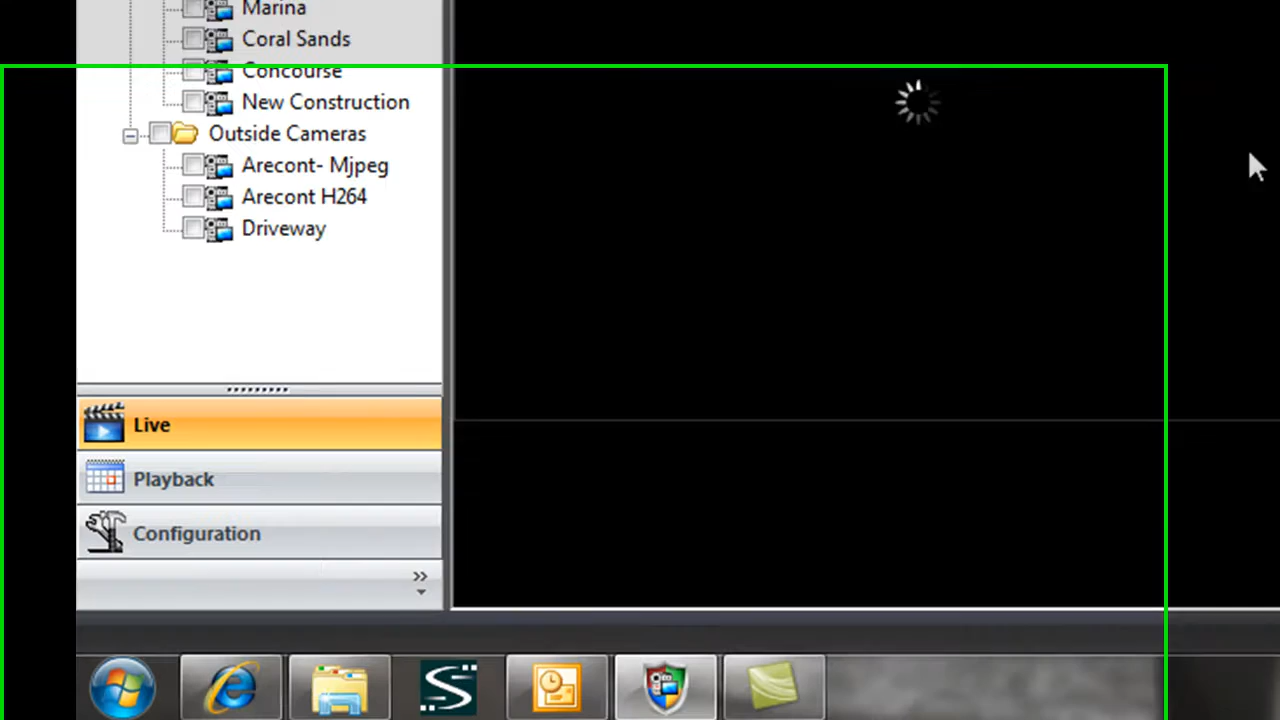 Marina
Coral Sands
Concourse
New Construction
Outside Cameras
Arecont- Mjpeg
Arecont H264
Driveway
Live
Playback
Configuration